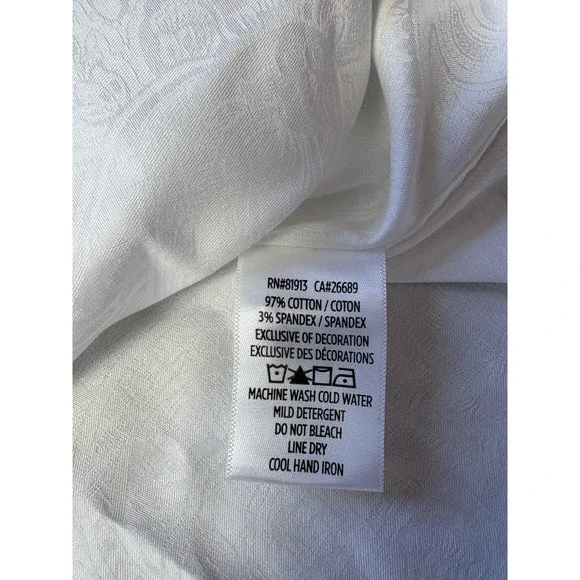 RN#81913 CA#26689
97% COTTON / COTON
3% SPANDEX / SPANDEX
EXCLUSIVE OF DECORATION
EXCLUSIVE DES DÉCORATIONS
MACHINE WASH COLD WATER
MILD DETERGENT
DO NOT BLEACH
LINE DRY
COOL HAND IRON